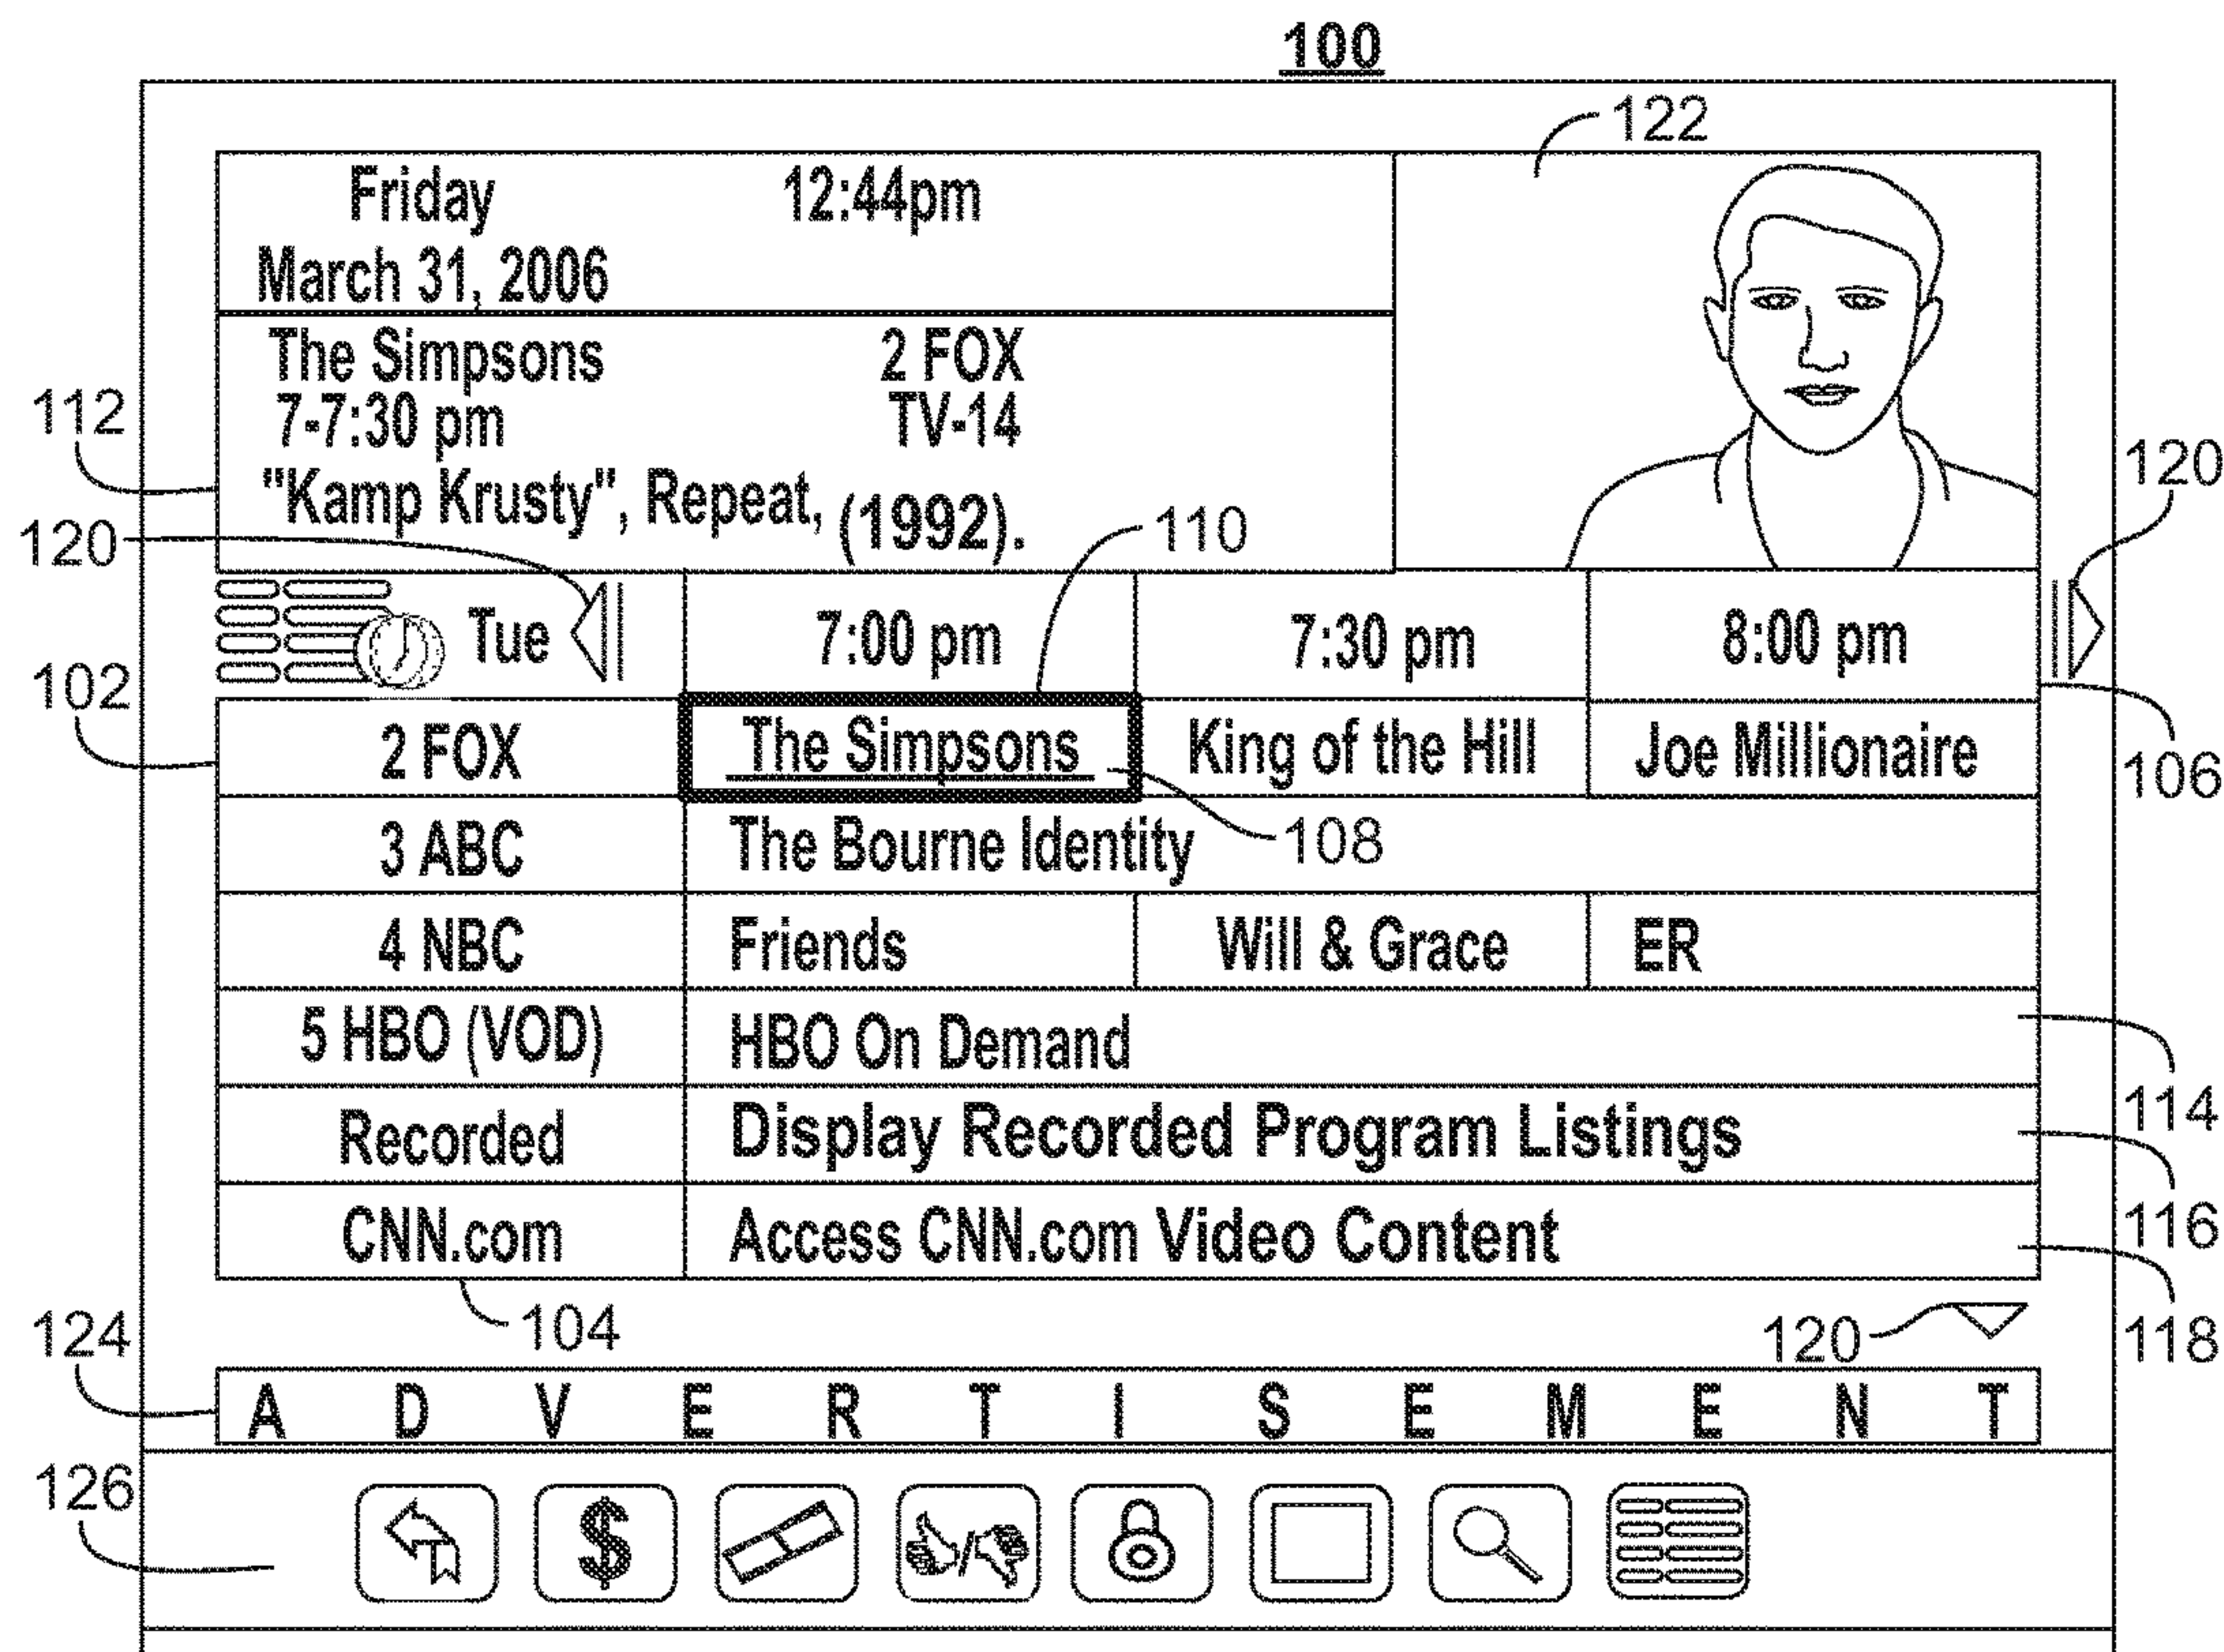 100
122
Friday 12:44pm
March 31, 2006
The Simpsons 2 FOX
7-7:30 pm TV-14
112
"Kamp Krusty", Repeat, (1992).
120
120
110
Tue 7:00 pm 7:30 pm 8:00 pm
102
2 FOX The Simpsons King of the Hill Joe Millionaire
106
3 ABC The Bourne Identity
108
4 NBC Friends Will & Grace ER
5 HBO (VOD) HBO On Demand
114
Recorded Display Recorded Program Listings
116
CNN.com Access CNN.com Video Content
104
120
118
124
A D V E R T I S E M E N T
126
$
/